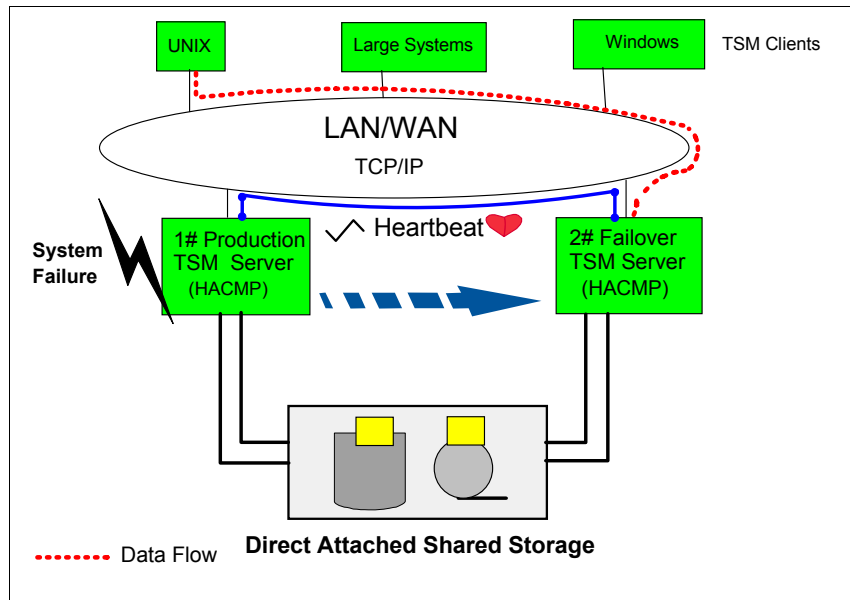 UNIX
Large Systems
Windows
TSM Clients
LAN/WAN
TCP/IP
System
Failure
1# Production
TSM Server
(HACMP)
Heartbeat
2# Failover
TSM Server
(HACMP)
Direct Attached Shared Storage
Data Flow